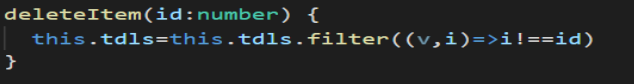 deleteItem(id:number) {
this.tdls=this.tdls.filter((v,i)=>i!==id)
}